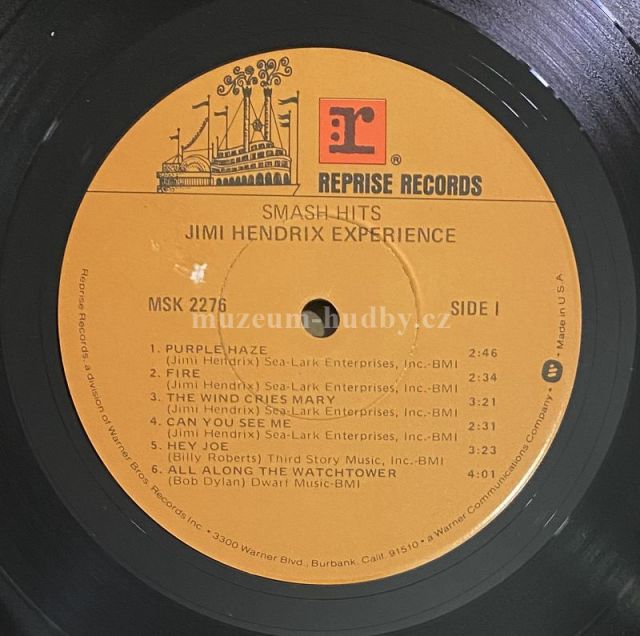 r
®
REPRISE RECORDS
SMASH HITS
JIMI HENDRIX EXPERIENCE
MSK 2276
SIDE I
muzeum-hudby.cz
1. PURPLE HAZE 2:46
(Jimi Hendrix) Sea-Lark Enterprises, Inc.-BMI
2. FIRE 2:34
(Jimi Hendrix) Sea-Lark Enterprises, Inc.-BMI
3. THE WIND CRIES MARY 3:21
(Jimi Hendrix) Sea-Lark Enterprises, Inc.-BMI
4. CAN YOU SEE ME 2:31
(Jimi Hendrix) Sea-Lark Enterprises, Inc.-BMI
5. HEY JOE 3:23
(Billy Roberts) Third Story Music, Inc.-BMI
6. ALL ALONG THE WATCHTOWER 4:01
(Bob Dylan) Dwarf Music-BMI
Reprise Records, a division of Warner Bros. Records Inc. • 3300 Warner Blvd., Burbank, Calif. 91510 • a Warner Communications Company • W • Made in U.S.A.